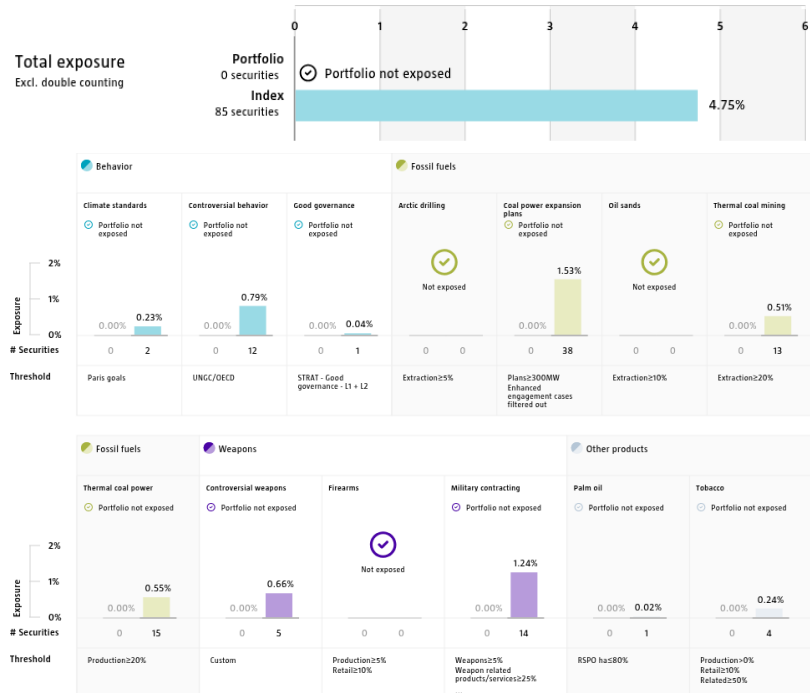 0 1 2 3 4 5 6
Total exposure
Excl. double counting
Portfolio
0 securities
Portfolio not exposed
Index
85 securities
4.75%
Behavior
Fossil fuels
Climate standards
Portfolio not
exposed
Controversial behavior
Portfolio not
exposed
Good governance
Portfolio not
exposed
Arctic drilling
Not exposed
Coal power expansion
plans
Portfolio not
exposed
Oil sands
Not exposed
Thermal coal mining
Portfolio not
exposed
Exposure
2%
1%
0%
0.00% 0.23%
0.00% 0.79%
0.00% 0.04%
0.00% 1.53%
0.00% 0.51%
# Securities
0 2
0 12
0 1
0 0
0 38
0 0
0 13
Threshold
Paris goals
UNGC/OECD
STRAT - Good
governance - L1 + L2
Extraction≥5%
Plans≥300MW
Enhanced
engagement cases
filtered out
Extraction≥10%
Extraction≥20%
Fossil fuels
Weapons
Other products
Thermal coal power
Portfolio not exposed
Controversial weapons
Portfolio not exposed
Firearms
Not exposed
Military contracting
Portfolio not exposed
Palm oil
Portfolio not exposed
Tobacco
Portfolio not exposed
Exposure
2%
1%
0%
0.00% 0.55%
0.00% 0.66%
0.00% 1.24%
0.00% 0.02%
0.00% 0.24%
# Securities
0 15
0 5
0 0
0 14
0 1
0 4
Threshold
Production≥20%
Custom
Production≥5%
Retail≥10%
Weapons≥5%
Weapon related
products/services≥25%
RSPO ha≤80%
Production>0%
Retail≥10%
Related≥50%